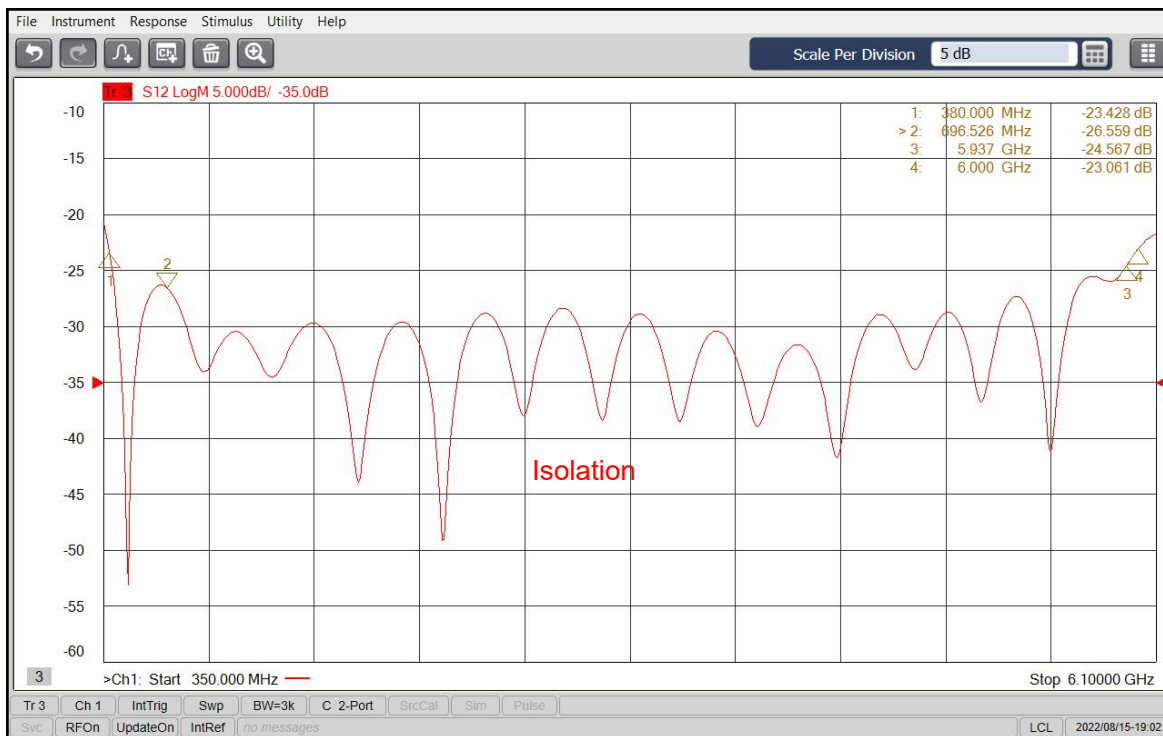 File Instrument Response Stimulus Utility Help
Scale Per Division 5 dB
Tr 3 S12 LogM 5.000dB/ -35.0dB
1: 380.000 MHz -23.428 dB
> 2: 696.526 MHz -26.559 dB
3: 5.937 GHz -24.567 dB
4: 6.000 GHz -23.061 dB
-10
-15
-20
-25
-30
-35
-40
-45
-50
-55
-60
1
2
3
4
Isolation
3 >Ch1: Start 350.000 MHz Stop 6.10000 GHz
Tr 3 Ch 1 IntTrig Swp BW=3k C 2-Port SrcCal Sim Pulse
Svc RFOn UpdateOn IntRef no messages LCL 2022/08/15-19:02